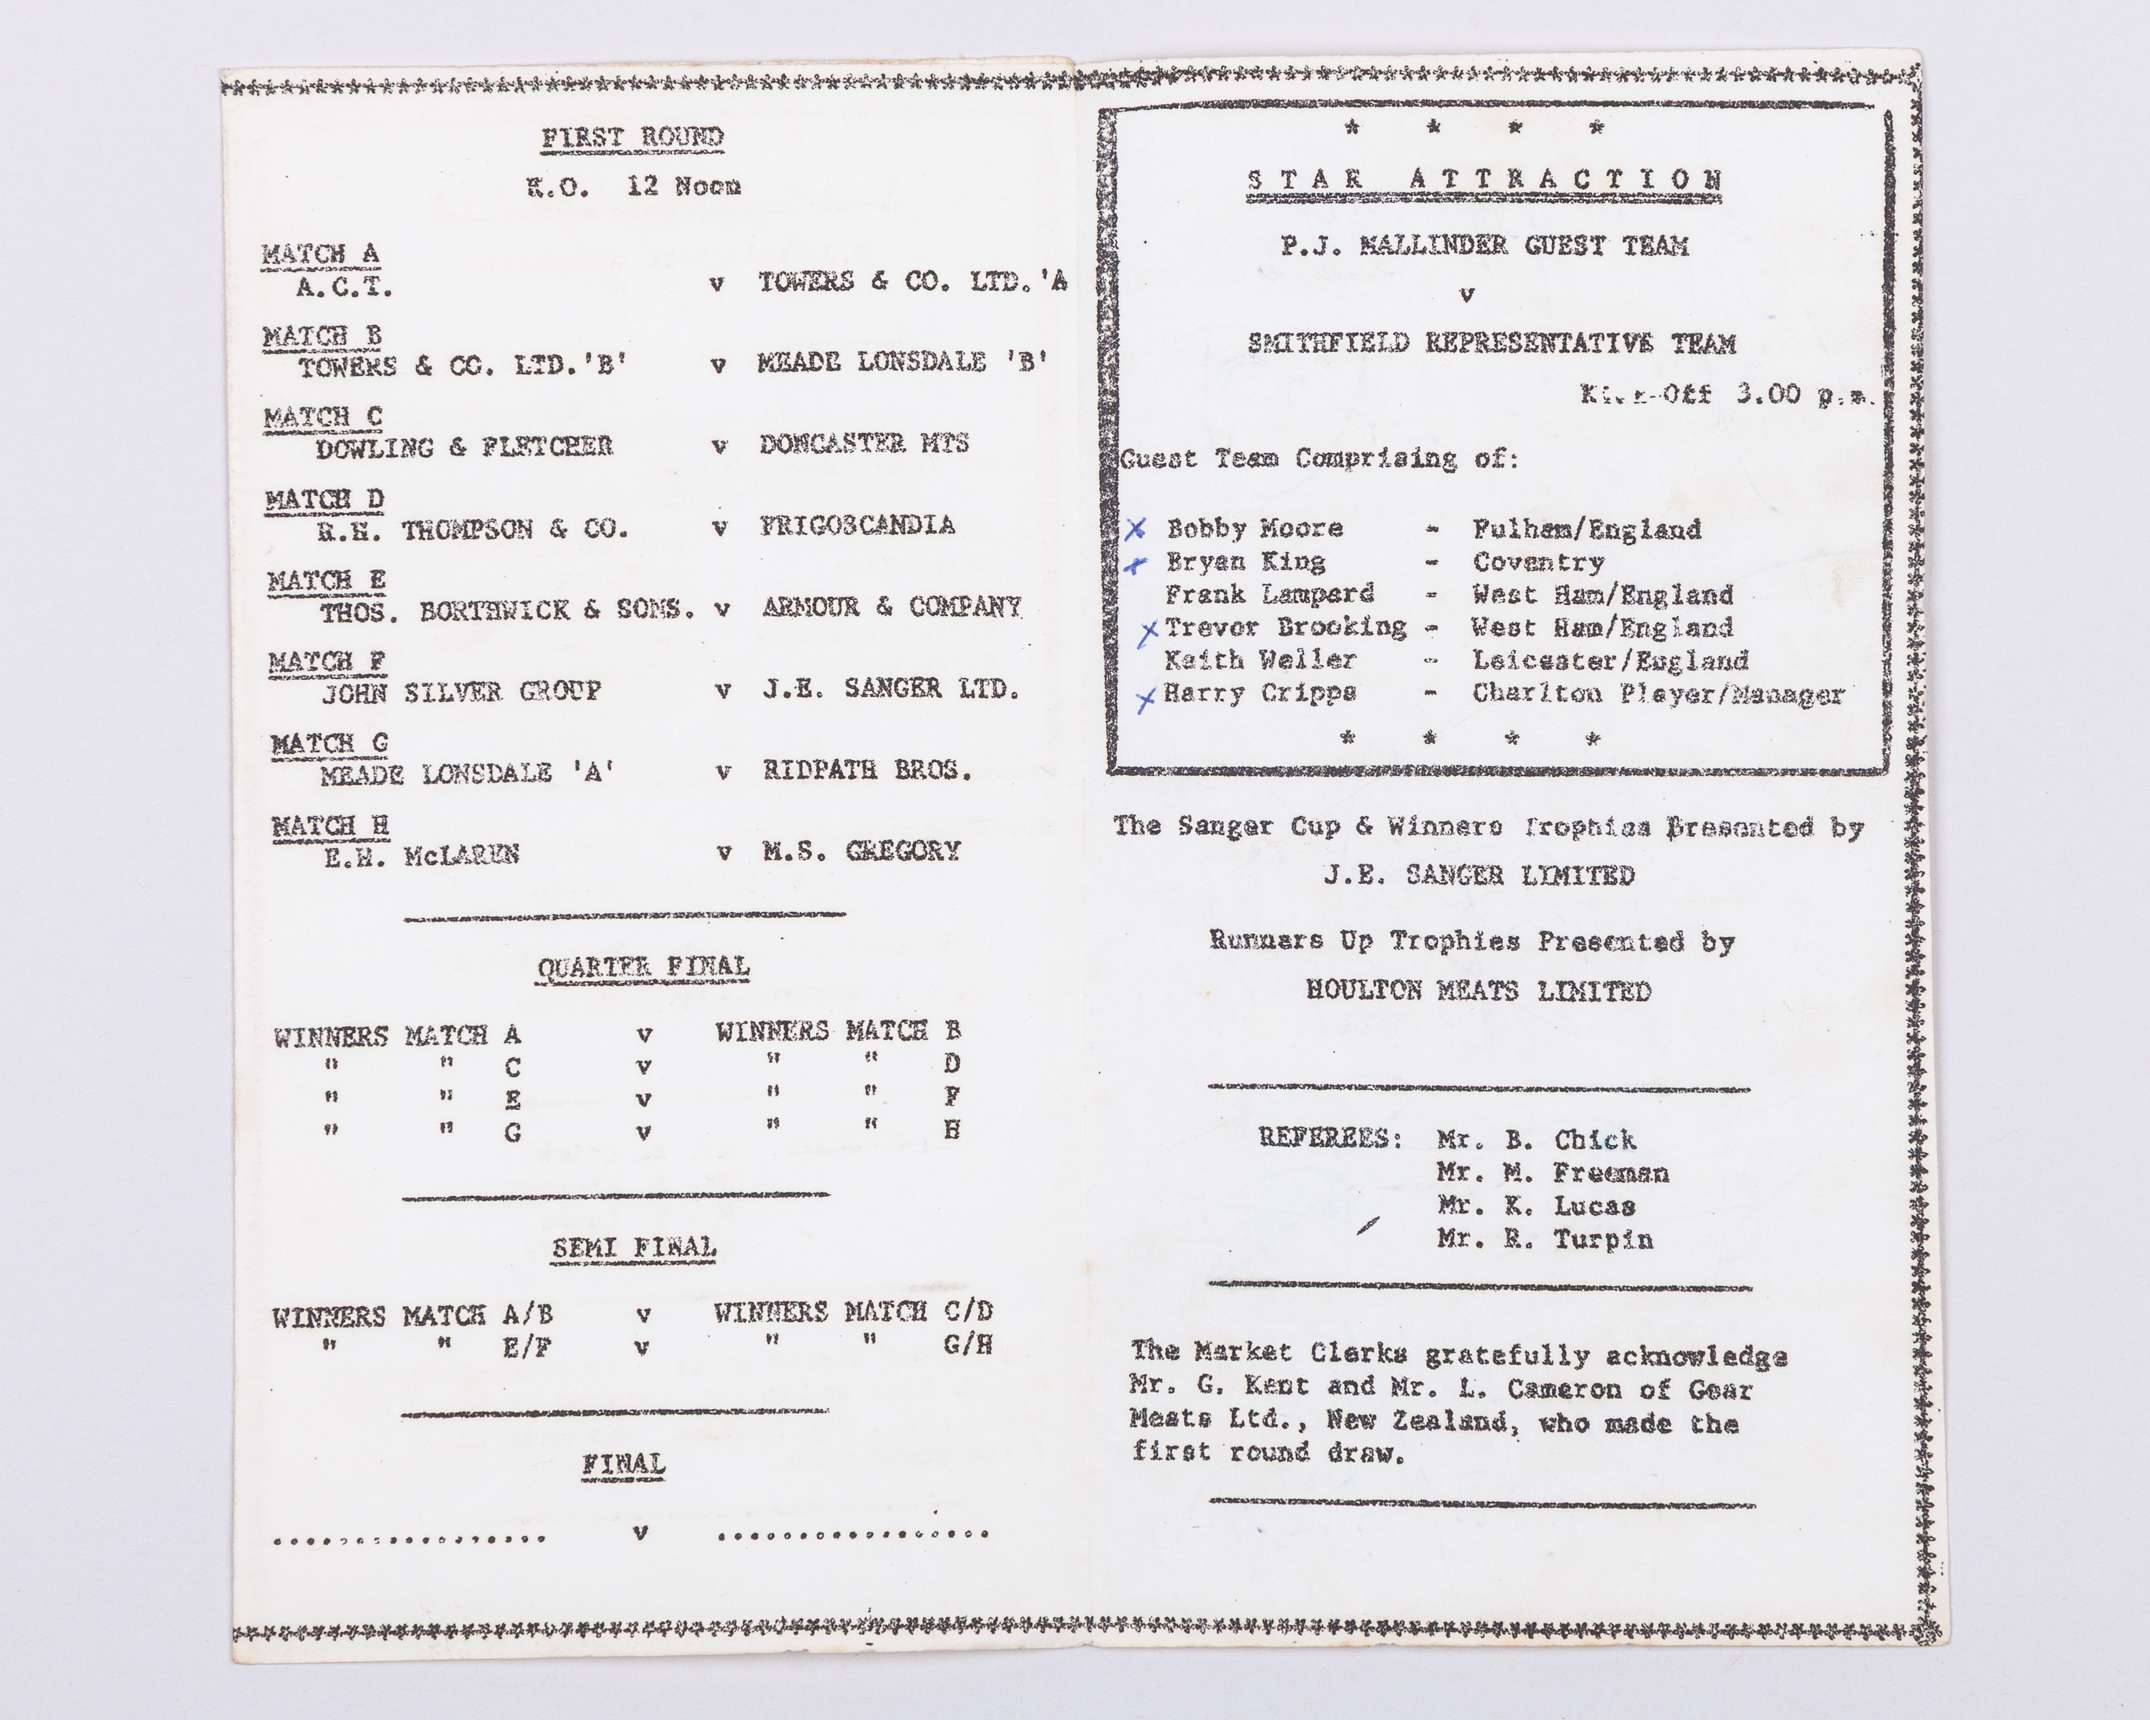 FIRST ROUND
K.O. 12 Noon
MATCH A
A.C.T. v TOWERS & CO. LTD.'A
MATCH B
TOWERS & CO. LTD.'B' v MEADE LONSDALE 'B'
MATCH C
DOWLING & FLETCHER v DONCASTER MTS
MATCH D
R.H. THOMPSON & CO. v FRIGOSCANDIA
MATCH E
THOS. BORTHWICK & SONS. v ARMOUR & COMPANY
MATCH F
JOHN SILVER GROUP v J.E. SANGER LTD.
MATCH G
MEADE LONSDALE 'A' v RIDPATH BROS.
MATCH H
E.H. McLAREN v M.S. GREGORY
QUARTER FINAL
WINNERS MATCH A v WINNERS MATCH B
" " C v " " D
" " E v " " F
" " G v " " H
SEMI FINAL
WINNERS MATCH A/B v WINNERS MATCH C/D
" " E/F v " " G/H
FINAL
................. v .................
* * * *
STAR ATTRACTION
P.J. MALLINDER GUEST TEAM
v
SMITHFIELD REPRESENTATIVE TEAM
Kick-Off 3.00 p.m.
Guest Team Comprising of:
x Bobby Moore - Fulham/England
x Bryan King - Coventry
Frank Lampard - West Ham/England
x Trevor Brooking - West Ham/England
Keith Weller - Leicester/England
x Harry Cripps - Charlton Player/Manager
* * * *
The Sanger Cup & Winners Trophies Presented by
J.E. SANGER LIMITED
Runners Up Trophies Presented by
HOULTON MEATS LIMITED
REFEREES: Mr. B. Chick
Mr. M. Freeman
Mr. K. Lucas
Mr. R. Turpin
The Market Clerks gratefully acknowledge
Mr. G. Kent and Mr. L. Cameron of Gear
Meats Ltd., New Zealand, who made the
first round draw.